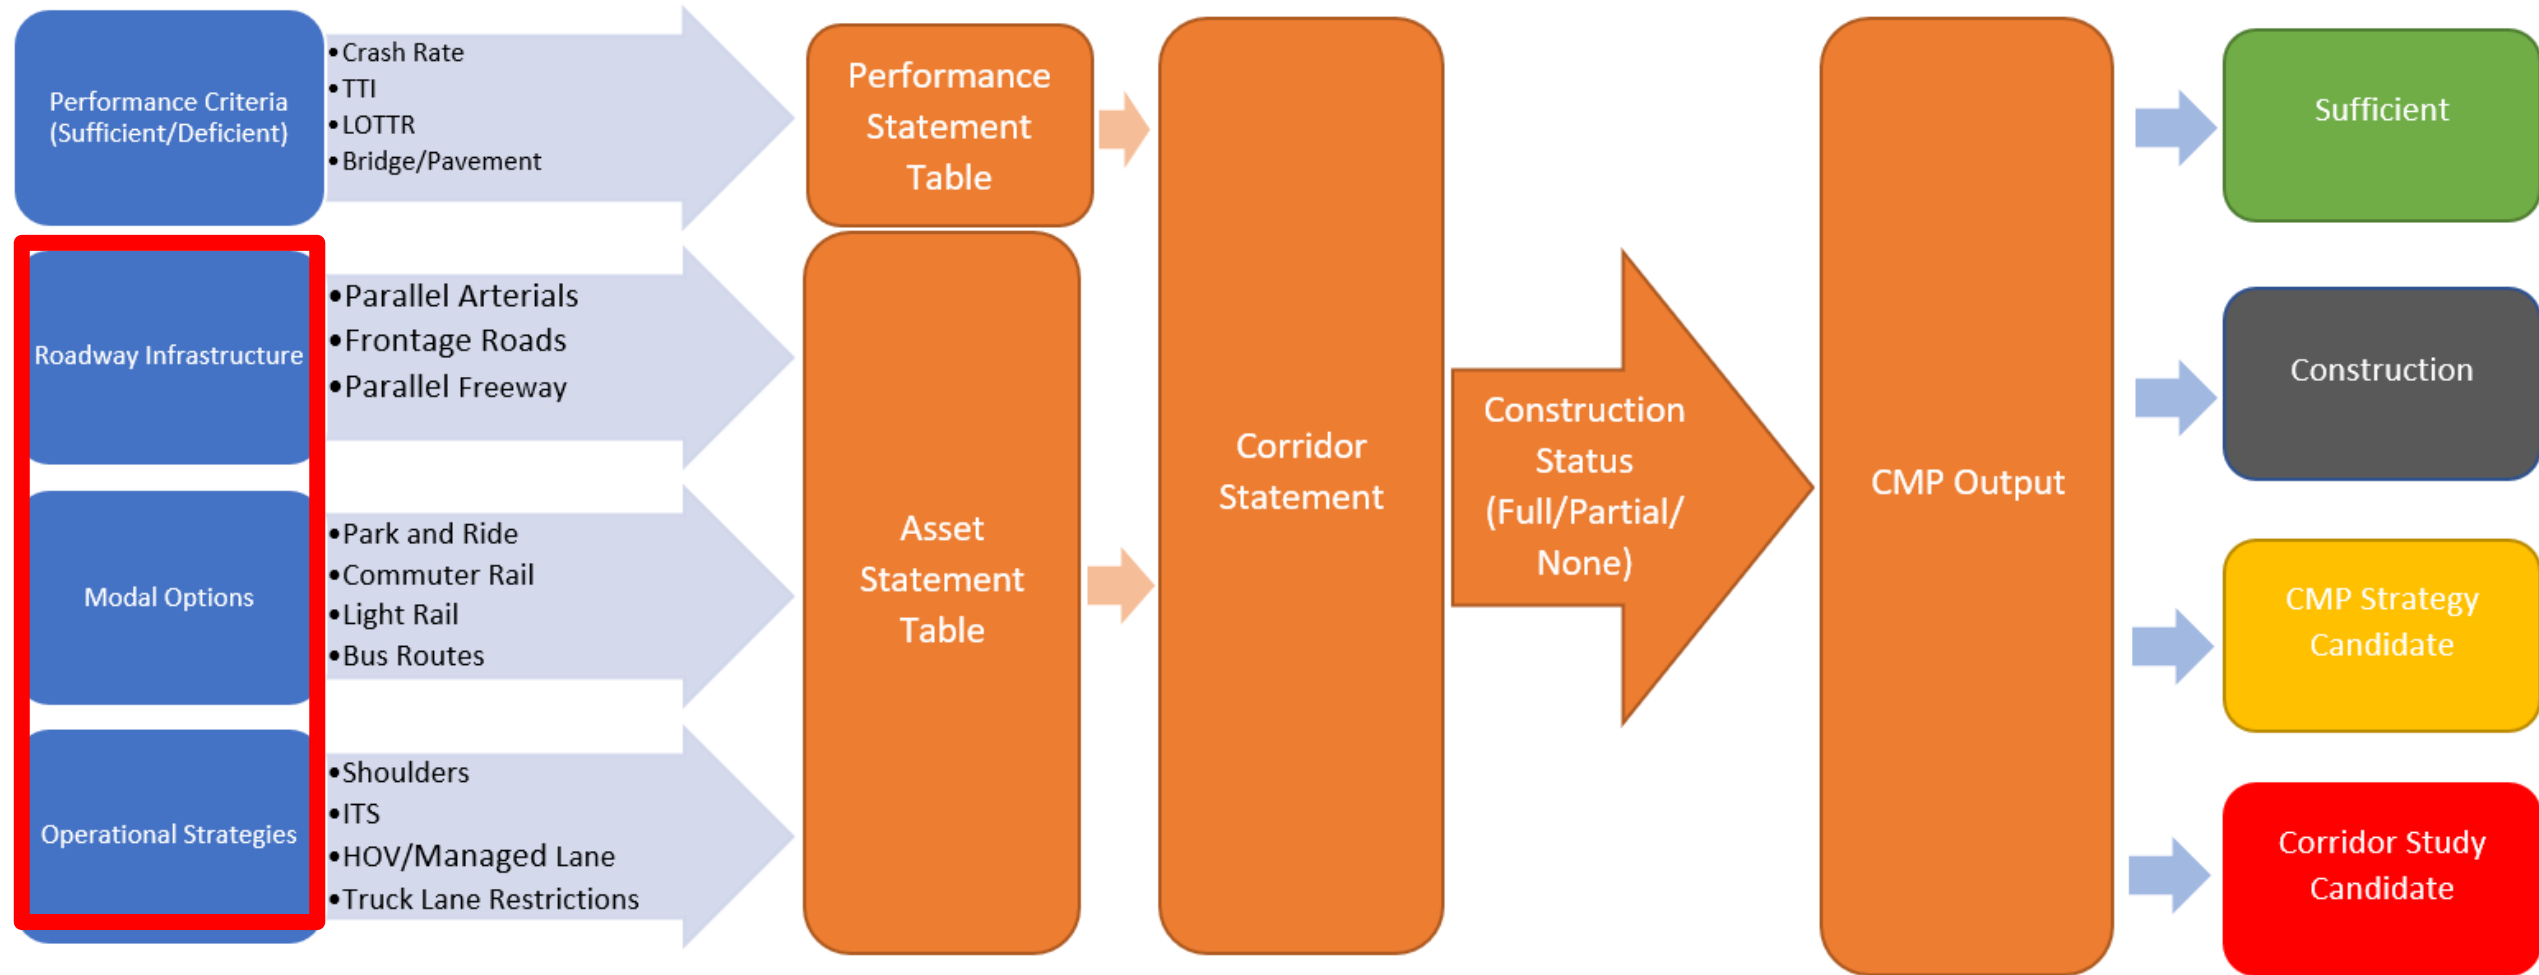 Performance Criteria
(Sufficient/Deficient)
•Crash Rate
•TTI
•LOTTR
•Bridge/Pavement
Roadway Infrastructure
•Parallel Arterials
•Frontage Roads
•Parallel Freeway
Modal Options
•Park and Ride
•Commuter Rail
•Light Rail
•Bus Routes
Operational Strategies
•Shoulders
•ITS
•HOV/Managed Lane
•Truck Lane Restrictions
Performance
Statement
Table
Asset
Statement
Table
Corridor
Statement
Construction
Status
(Full/Partial/
None)
CMP Output
Sufficient
Construction
CMP Strategy
Candidate
Corridor Study
Candidate